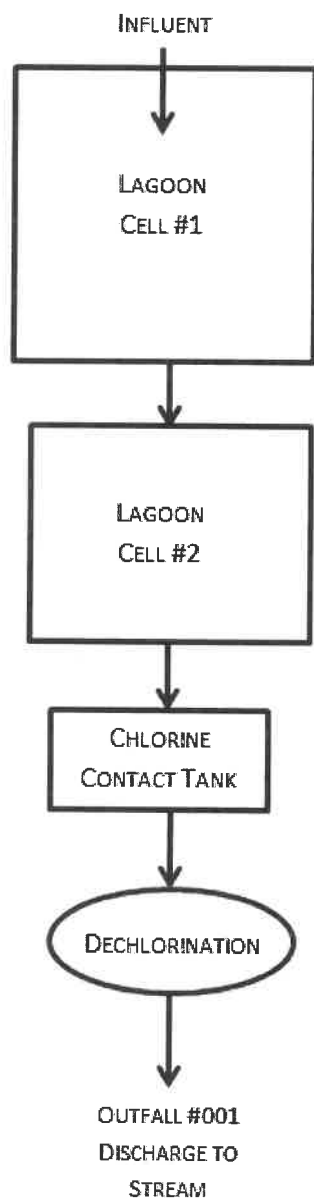 INFLUENT
LAGOON
CELL #1
LAGOON
CELL #2
CHLORINE
CONTACT TANK
DECHLORINATION
OUTFALL #001
DISCHARGE TO
STREAM